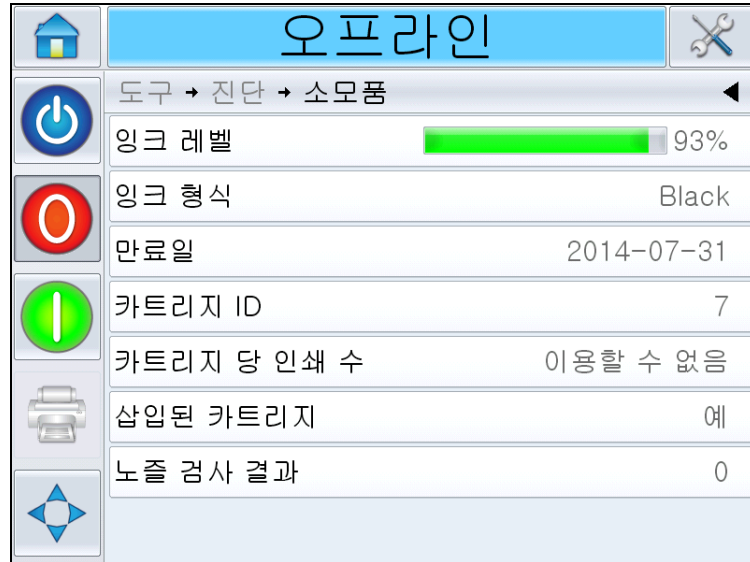 오프라인
도구 → 진단 → 소모품
잉크 레벨 93%
잉크 형식 Black
만료일 2014-07-31
카트리지 ID 7
카트리지 당 인쇄 수 이용할 수 없음
삽입된 카트리지 예
노즐 검사 결과 0